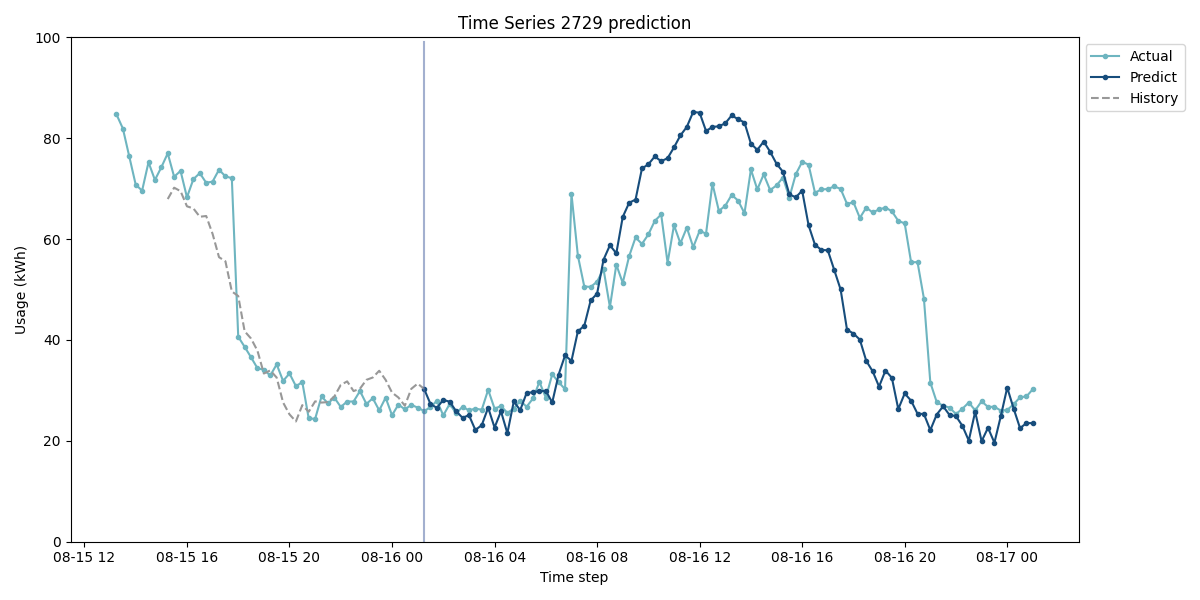 Time Series 2729 prediction
100
80
60
40
20
0
Usage (kWh)
08-15 12
08-15 16
08-15 20
08-16 00
08-16 04
08-16 08
08-16 12
08-16 16
08-16 20
08-17 00
Time step
Actual
Predict
History